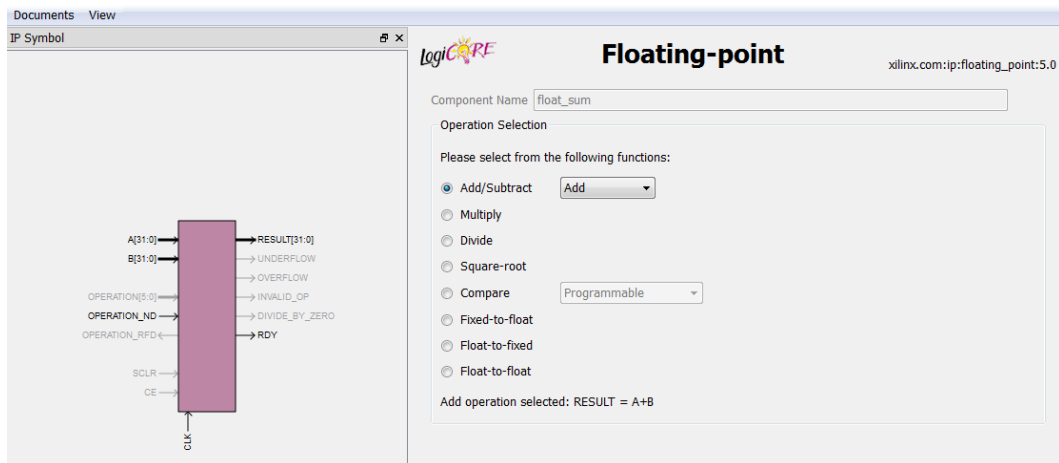 Documents View
IP Symbol
LogiCORE
Floating-point
xilinx.com:ip:floating_point:5.0
Component Name float_sum
Operation Selection
Please select from the following functions:
Add/Subtract Add
Multiply
Divide
Square-root
Compare Programmable
Fixed-to-float
Float-to-fixed
Float-to-float
Add operation selected: RESULT = A+B
A[31:0] RESULT[31:0]
B[31:0] UNDERFLOW
OVERFLOW
OPERATION[5:0] INVALID_OP
OPERATION_ND DIVIDE_BY_ZERO
OPERATION_RFD RDY
SCLR
CE
CLK